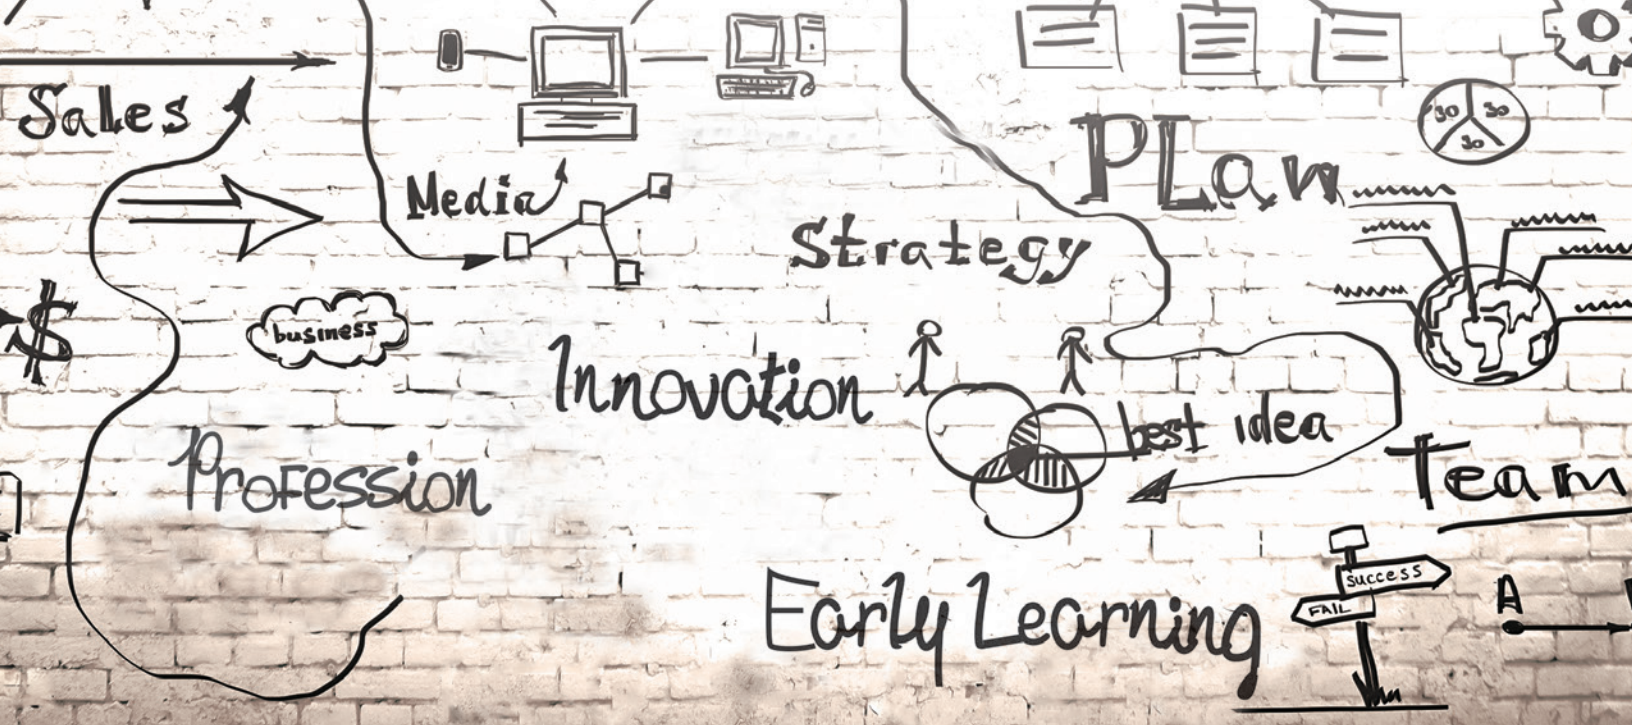 Sales
Media
PLan
30 30
30
Strategy
$
business
Innovation
best idea
Profession
Team
Early Learning
success
FAIL
A